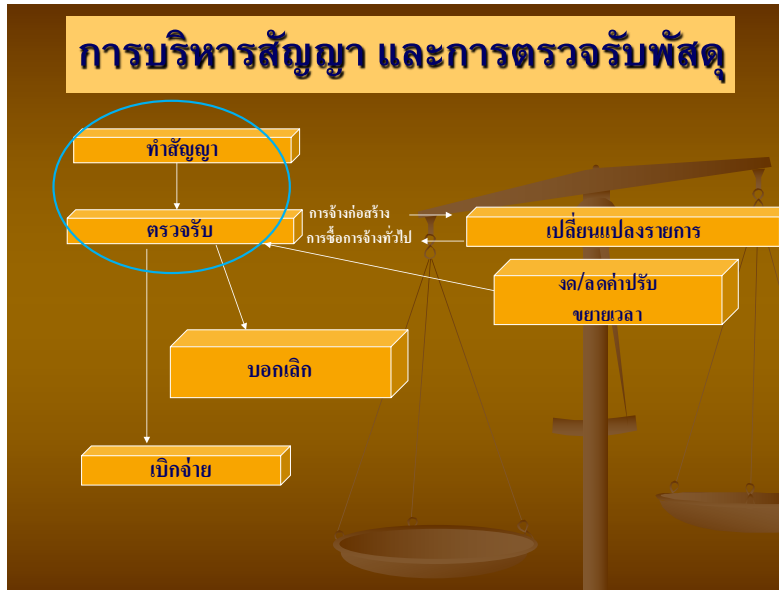 การบริหารสัญญา และการตรวจรับพัสดุ
ทำสัญญา
การจ้างก่อสร้าง
ตรวจรับ
เปลี่ยนแปลงรายการ
การซื้อการจ้างทั่วไป
งด/ลดค่าปรับ
ขยายเวลา
บอกเลิก
เบิกจ่าย